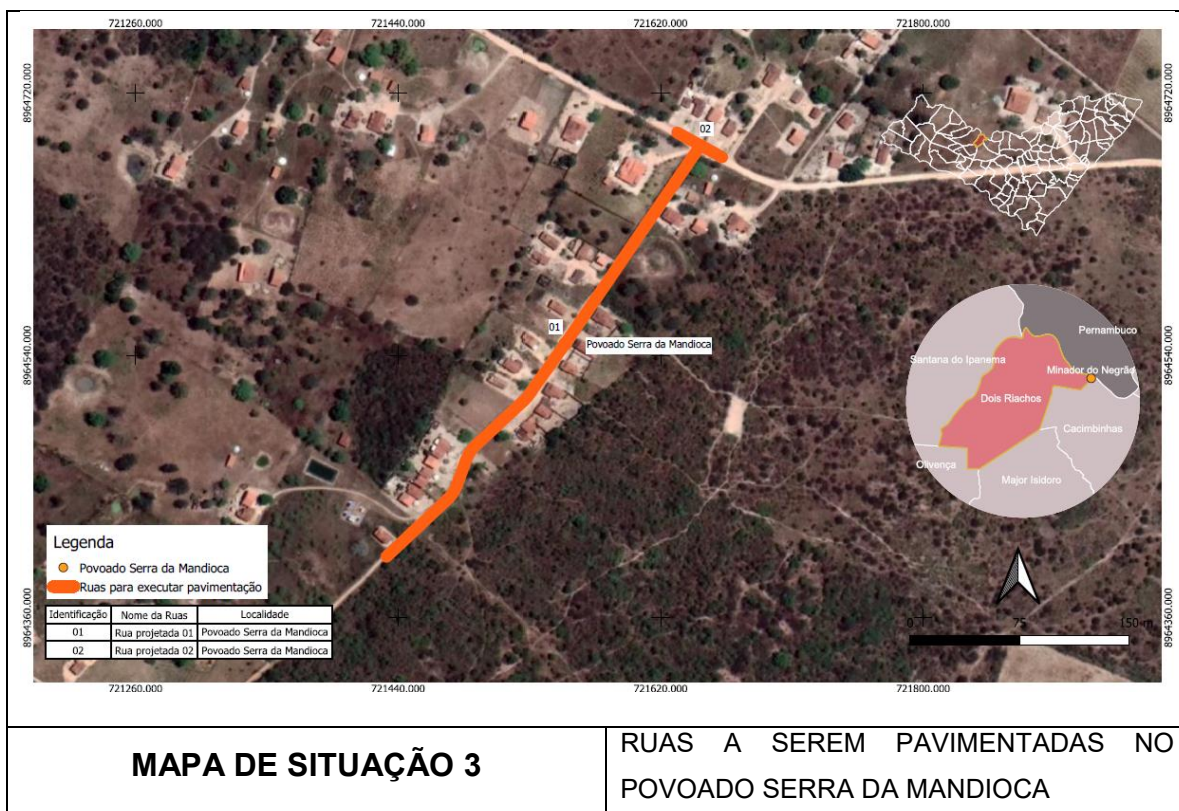 721260.000 721440.000 721620.000 721800.000
8964720.000
8964720.000
02
01
Povoado Serra da Mandioca
8964540.000
8964540.000
Pernambuco
Santana do Ipanema
Minador do Negrão
Dois Riachos
Cacimbinhas
Olivença
Major Isidoro
Legenda
Povoado Serra da Mandioca
Ruas para executar pavimentação
Identificação Nome da Ruas Localidade
01 Rua projetada 01 Povoado Serra da Mandioca
02 Rua projetada 02 Povoado Serra da Mandioca
8964360.000
8964360.000
0 75 150 m
721260.000 721440.000 721620.000 721800.000
MAPA DE SITUAÇÃO 3
RUAS A SEREM PAVIMENTADAS NO
POVOADO SERRA DA MANDIOCA